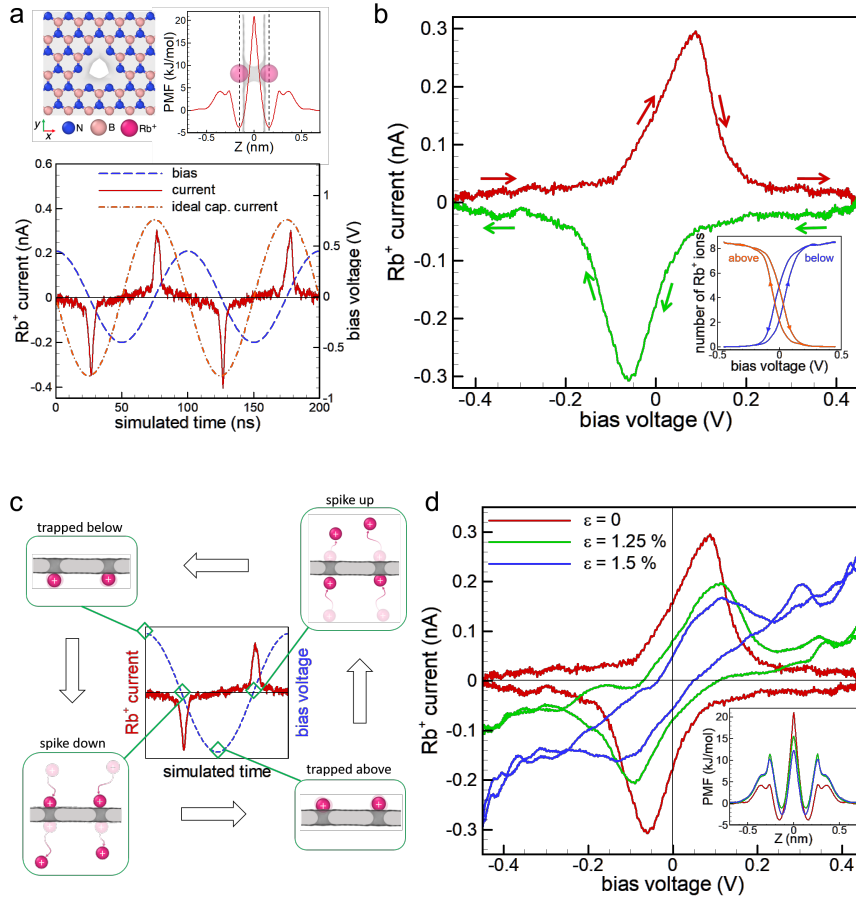 a
PMF (kJ/mol)
20
15
10
5
0
-5
-0.5
0
0.5
Z (nm)
y
x
N
B
Rb⁺
bias
current
ideal cap. current
Rb⁺ current (nA)
0.6
0.4
0.2
0
-0.2
-0.4
bias voltage (V)
1
0.5
0
-0.5
-1
0
50
100
150
200
simulated time (ns)
b
Rb⁺ current (nA)
0.3
0.2
0.1
0
-0.1
-0.2
-0.3
-0.4
-0.2
0
0.2
0.4
bias voltage (V)
number of Rb⁺ ions
8
6
4
2
0
above
below
-0.5
0
0.5
bias voltage (V)
c
trapped below
spike up
Rb⁺ current
bias voltage
simulated time
spike down
trapped above
d
ε = 0
ε = 1.25 %
ε = 1.5 %
Rb⁺ current (nA)
0.3
0.2
0.1
0
-0.1
-0.2
-0.3
-0.4
-0.2
0
0.2
0.4
bias voltage (V)
PMF (kJ/mol)
20
15
10
5
0
-5
-0.5
0
0.5
Z (nm)